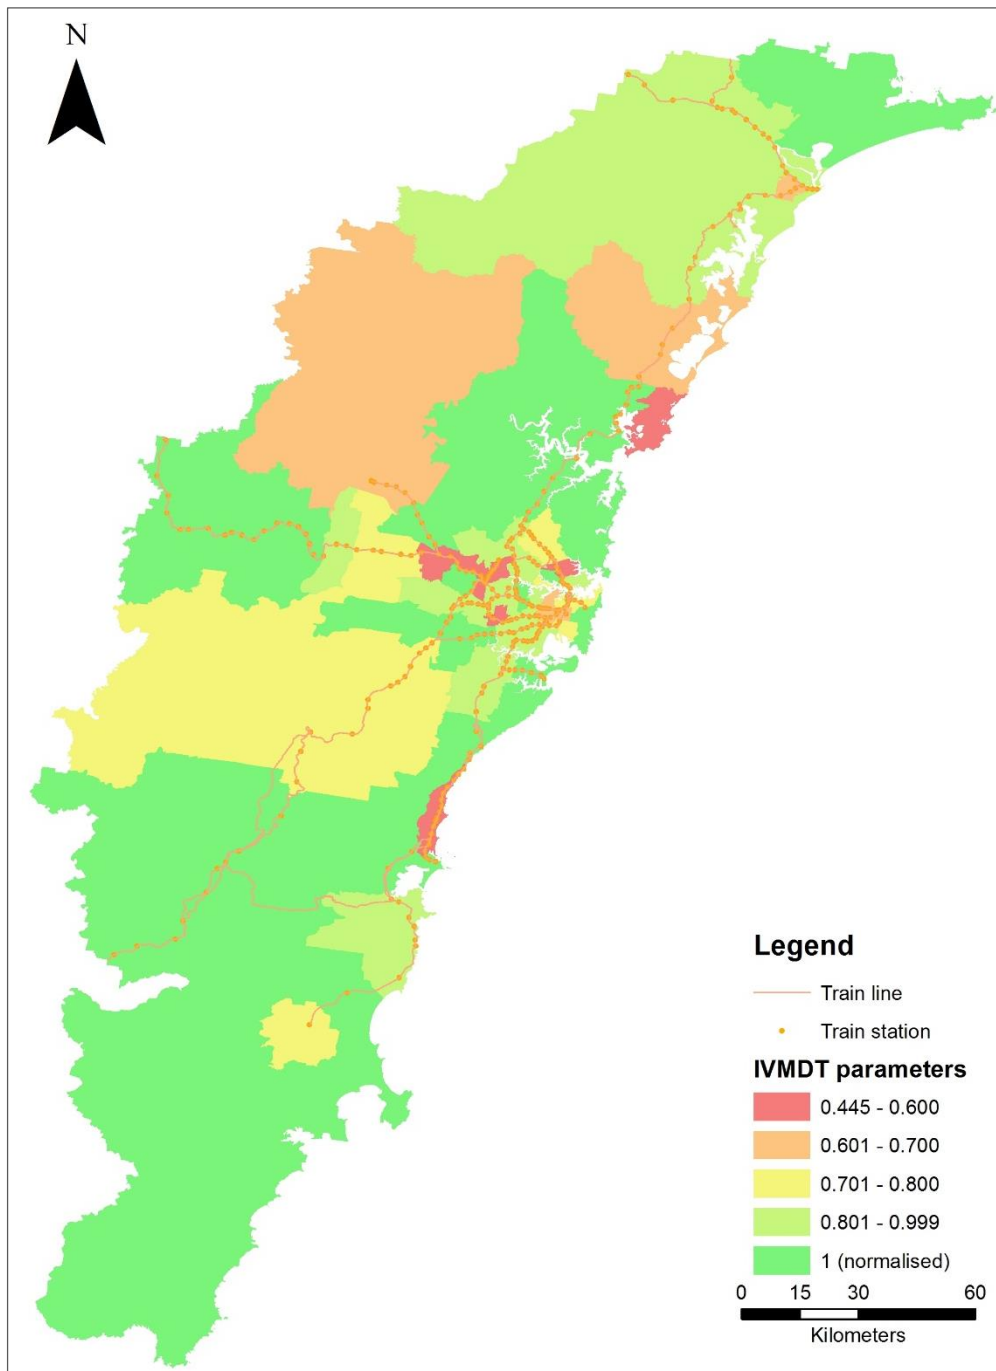 N
Legend
Train line
Train station
IVMDT parameters
0.445 - 0.600
0.601 - 0.700
0.701 - 0.800
0.801 - 0.999
1 (normalised)
0 15 30 60
Kilometers